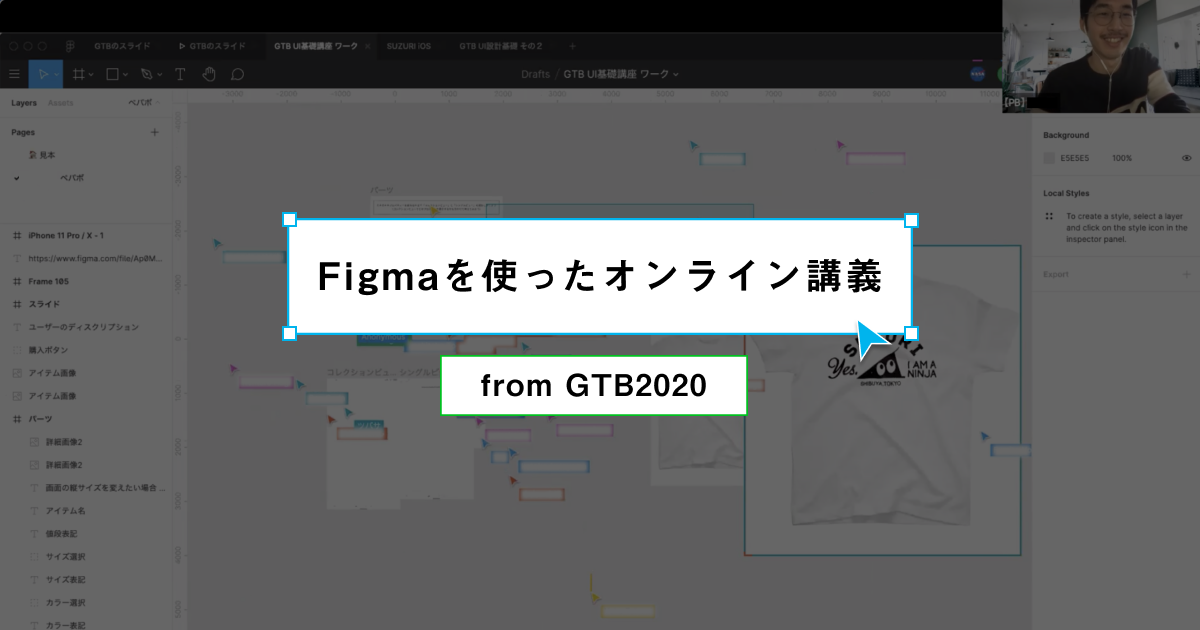 GTBのスライド
GTBのスライド
GTB UI基礎講座 ワーク
SUZURI iOS
GTB UI設計基礎 その2
Drafts / GTB UI基礎講座 ワーク
[PB]
Layers
Assets
ペパボ
Pages
見本
ペパボ
iPhone 11 Pro / X - 1
https://www.figma.com/file/Ap0M...
Frame 105
スライド
ユーザーのディスクリプション
購入ボタン
アイテム画像
アイテム画像
パーツ
詳細画像2
詳細画像2
画面の縦サイズを変えたい場合 ...
アイテム名
値段表記
サイズ選択
サイズ表記
カラー選択
カラー表記
パーツ
Figmaを使ったオンライン講義
from GTB2020
Anonymous
コレクションビュ...
シングルビ
SUZURI
Yes,
I AM A
NINJA
SHIBUYA, TOKYO
Background
E5E5E5
100%
Local Styles
To create a style, select a layer
and click on the style icon in the
inspector panel.
Export